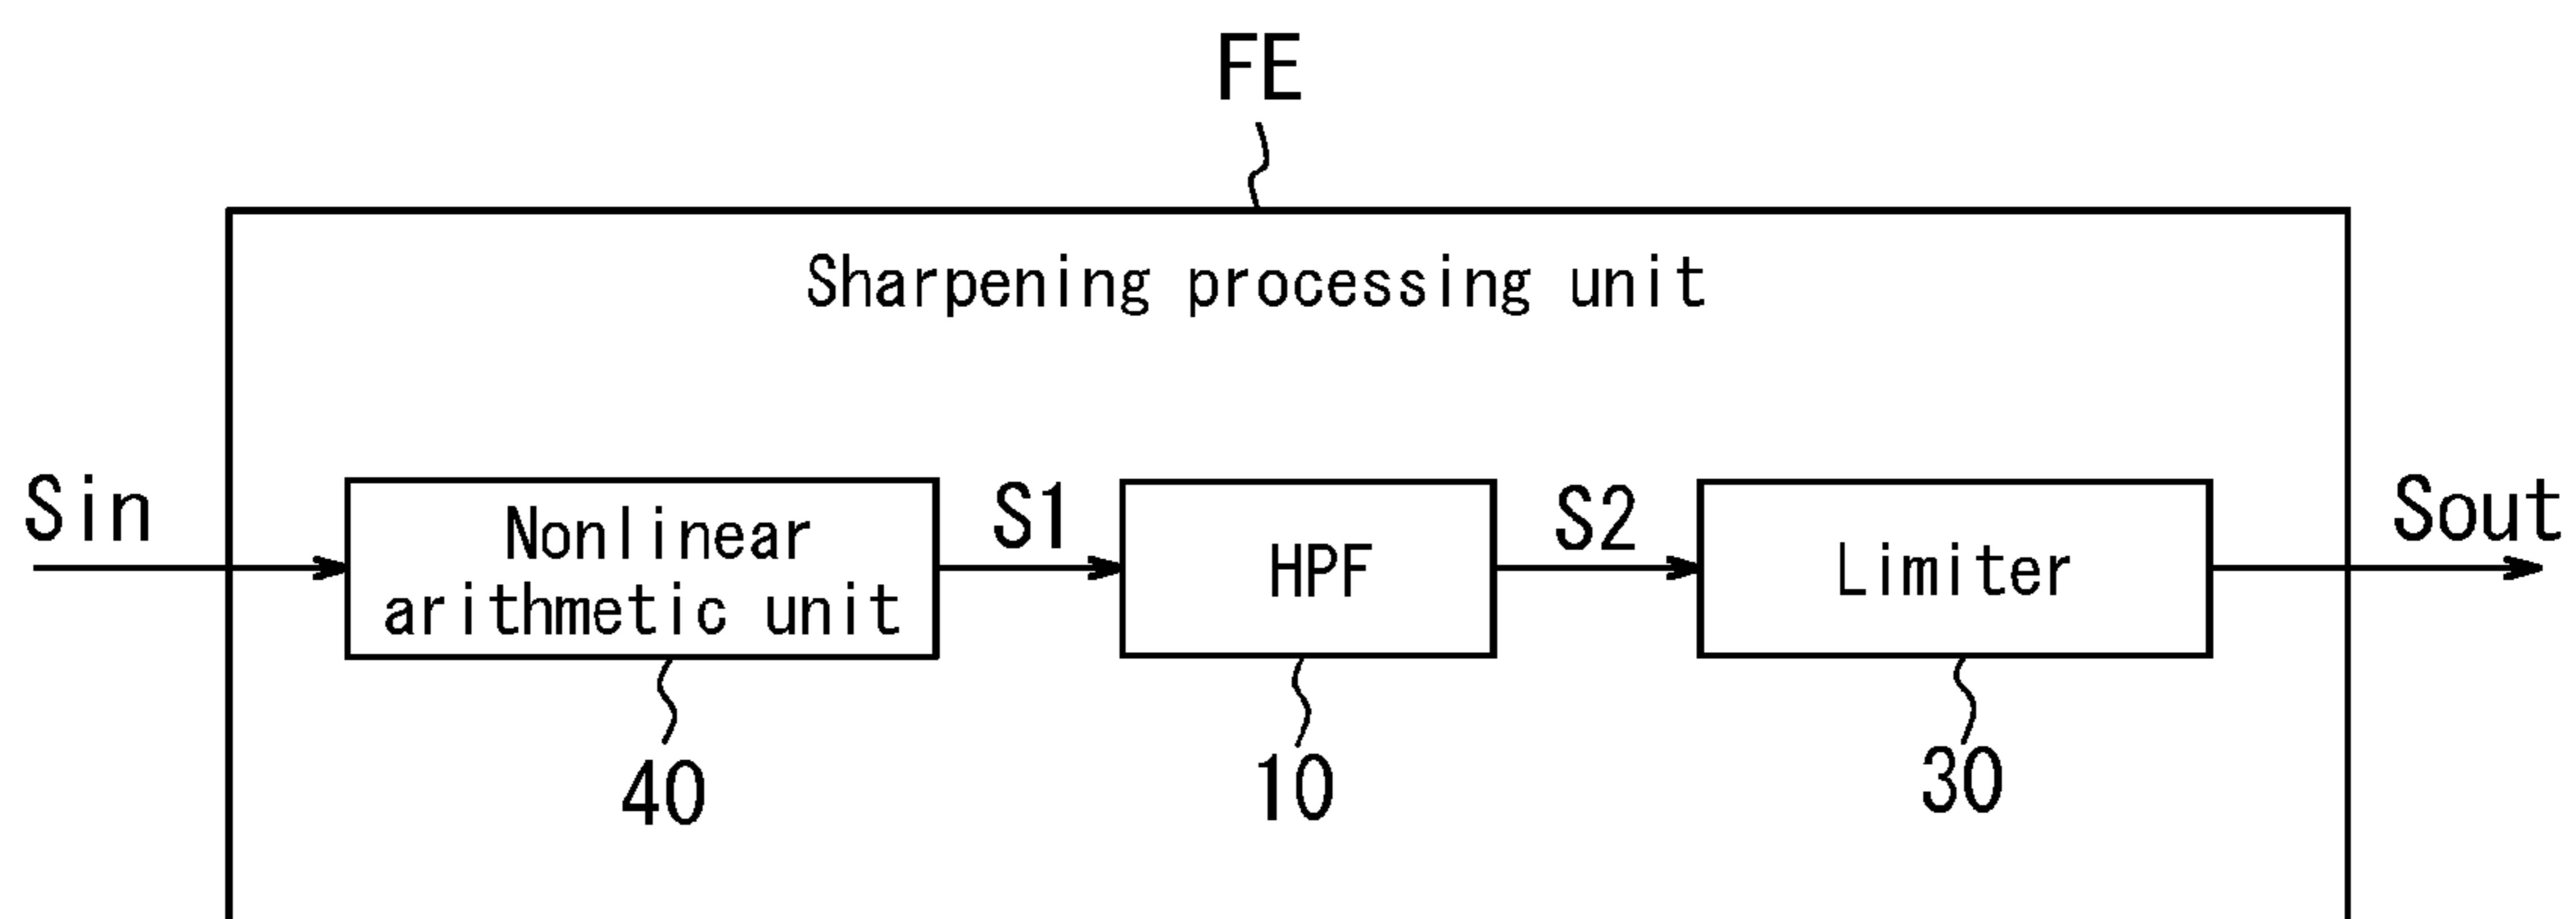 FE
Sharpening processing unit
Sin
Nonlinear
arithmetic unit
S1
HPF
S2
Limiter
Sout
40
10
30